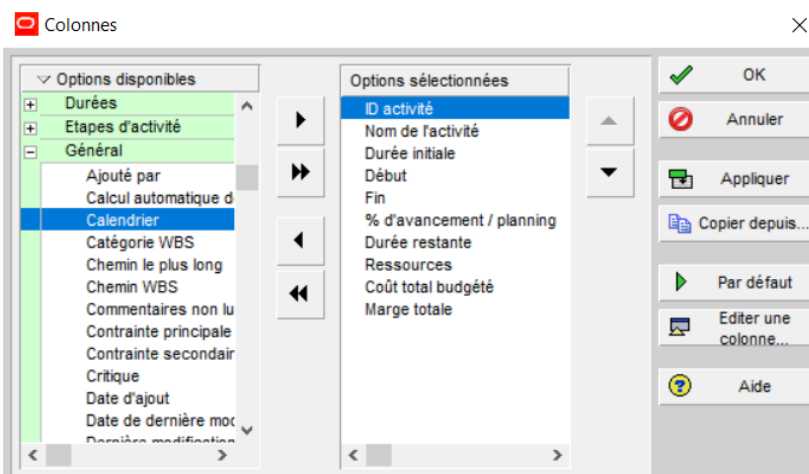 Colonnes
Options disponibles
Durées
Etapes d'activité
Général
Ajouté par
Calcul automatique d
Calendrier
Catégorie WBS
Chemin le plus long
Chemin WBS
Commentaires non lu
Contrainte principale
Contrainte secondair
Critique
Date d'ajout
Date de dernière mod
Dernière modification
Options sélectionnées
ID activité
Nom de l'activité
Durée initiale
Début
Fin
% d'avancement / planning
Durée restante
Ressources
Coût total budgété
Marge totale
OK
Annuler
Appliquer
Copier depuis...
Par défaut
Editer une
colonne...
Aide